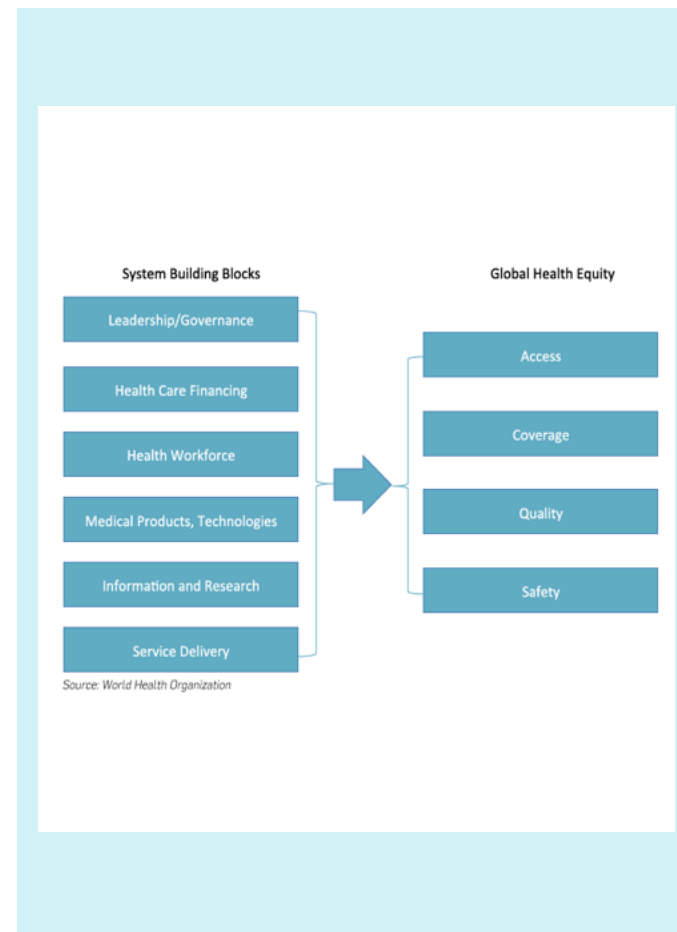 System Building Blocks
Leadership/Governance
Health Care Financing
Health Workforce
Medical Products, Technologies
Information and Research
Service Delivery
Source: World Health Organization
Global Health Equity
Access
Coverage
Quality
Safety